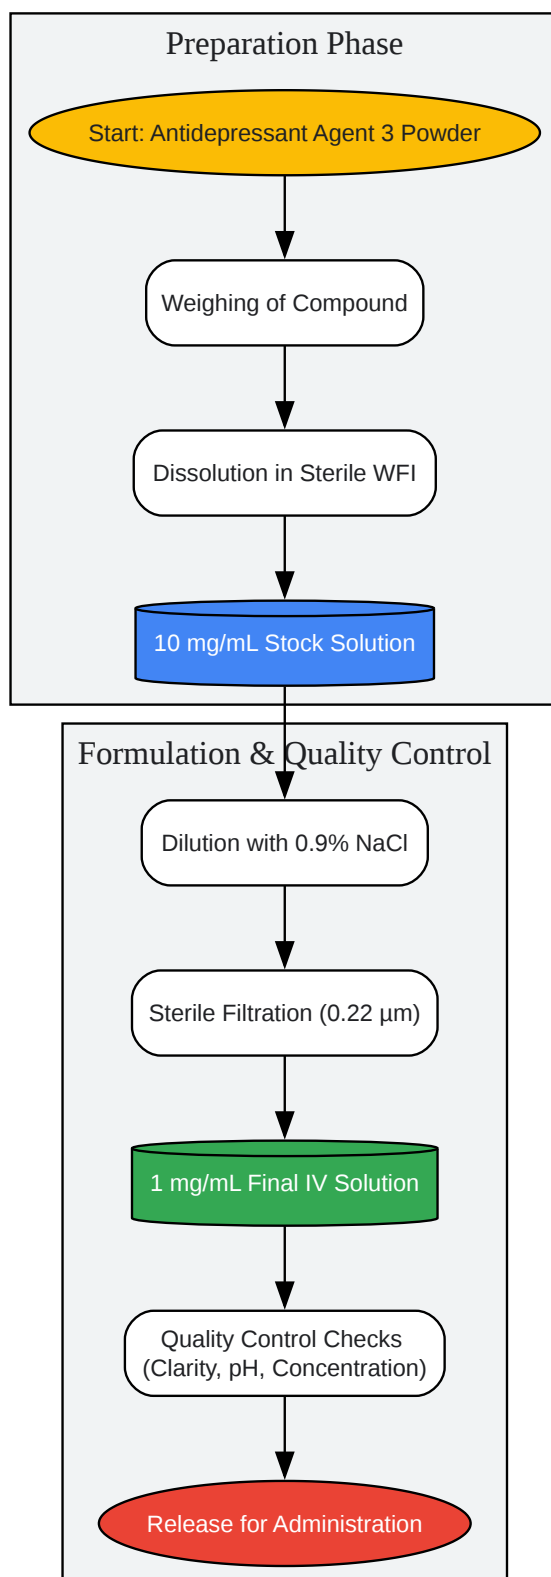 Preparation Phase
Start: Antidepressant Agent 3 Powder
Weighing of Compound
Dissolution in Sterile WFI
10 mg/mL Stock Solution
Formulation & Quality Control
Dilution with 0.9% NaCl
Sterile Filtration (0.22 µm)
1 mg/mL Final IV Solution
Quality Control Checks
(Clarity, pH, Concentration)
Release for Administration